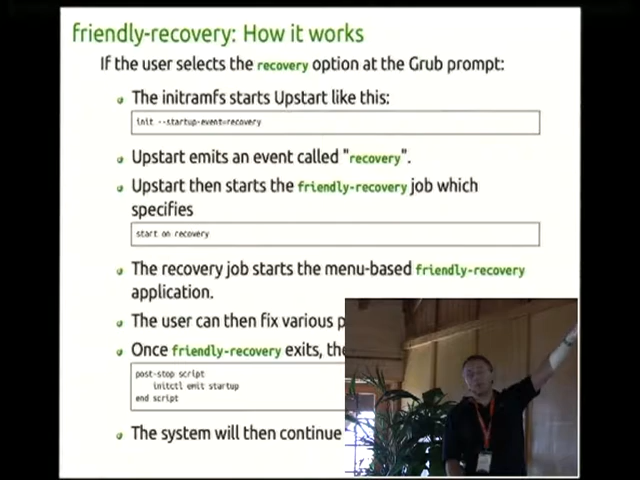 friendly-recovery: How it works
If the user selects the recovery option at the Grub prompt:
The initramfs starts Upstart like this:
init --startup-event=recovery
Upstart emits an event called "recovery".
Upstart then starts the friendly-recovery job which
specifies
start on recovery
The recovery job starts the menu-based friendly-recovery
application.
The user can then fix various
Once friendly-recovery exits,
post-stop script
initctl emit startup
end script
The system will then continue